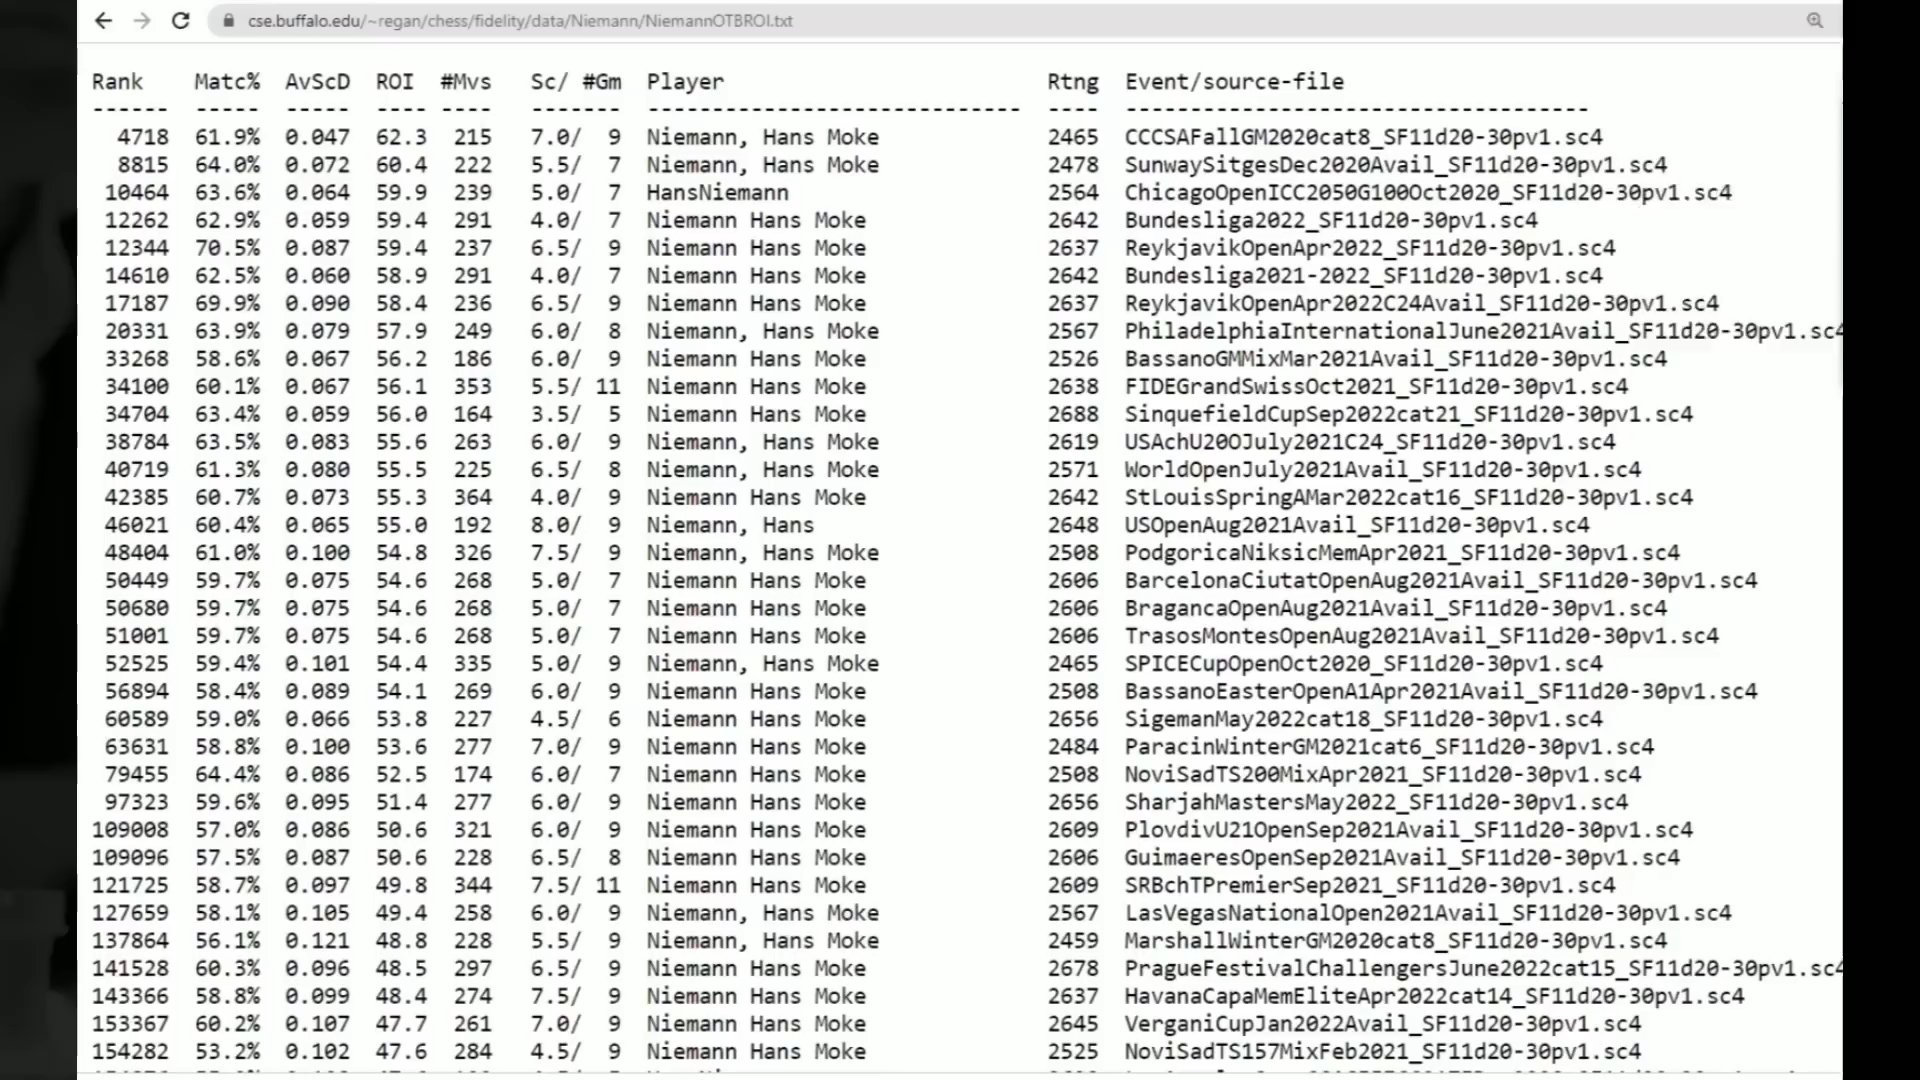 cse.buffalo.edu/~regan/chess/fidelity/data/Niemann/NiemannOTBROI.txt
Rank Matc% AvScD ROI #Mvs Sc/ #Gm Player Rtng Event/source-file
------ ----- ----- ---- ---- ------- ----------------------------- ---- ------------------------------------
4718 61.9% 0.047 62.3 215 7.0/ 9 Niemann, Hans Moke 2465 CCCSAFallGM2020cat8_SF11d20-30pv1.sc4
8815 64.0% 0.072 60.4 222 5.5/ 7 Niemann, Hans Moke 2478 SunwaySitgesDec2020Avail_SF11d20-30pv1.sc4
10464 63.6% 0.064 59.9 239 5.0/ 7 HansNiemann 2564 ChicagoOpenICC2050G100Oct2020_SF11d20-30pv1.sc4
12262 62.9% 0.059 59.4 291 4.0/ 7 Niemann Hans Moke 2642 Bundesliga2022_SF11d20-30pv1.sc4
12344 70.5% 0.087 59.4 237 6.5/ 9 Niemann Hans Moke 2637 ReykjavikOpenApr2022_SF11d20-30pv1.sc4
14610 62.5% 0.060 58.9 291 4.0/ 7 Niemann Hans Moke 2642 Bundesliga2021-2022_SF11d20-30pv1.sc4
17187 69.9% 0.090 58.4 236 6.5/ 9 Niemann Hans Moke 2637 ReykjavikOpenApr2022C24Avail_SF11d20-30pv1.sc4
20331 63.9% 0.079 57.9 249 6.0/ 8 Niemann, Hans Moke 2567 PhiladelphiaInternationalJune2021Avail_SF11d20-30pv1.sc4
33268 58.6% 0.067 56.2 186 6.0/ 9 Niemann Hans Moke 2526 BassanoGMMixMar2021Avail_SF11d20-30pv1.sc4
34100 60.1% 0.067 56.1 353 5.5/ 11 Niemann Hans Moke 2638 FIDEGrandSwissOct2021_SF11d20-30pv1.sc4
34704 63.4% 0.059 56.0 164 3.5/ 5 Niemann Hans Moke 2688 SinquefieldCupSep2022cat21_SF11d20-30pv1.sc4
38784 63.5% 0.083 55.6 263 6.0/ 9 Niemann, Hans Moke 2619 USAchU20OJuly2021C24_SF11d20-30pv1.sc4
40719 61.3% 0.080 55.5 225 6.5/ 8 Niemann, Hans Moke 2571 WorldOpenJuly2021Avail_SF11d20-30pv1.sc4
42385 60.7% 0.073 55.3 364 4.0/ 9 Niemann Hans Moke 2642 StLouisSpringAMar2022cat16_SF11d20-30pv1.sc4
46021 60.4% 0.065 55.0 192 8.0/ 9 Niemann, Hans 2648 USOpenAug2021Avail_SF11d20-30pv1.sc4
48404 61.0% 0.100 54.8 326 7.5/ 9 Niemann, Hans Moke 2508 PodgoricaNiksicMemApr2021_SF11d20-30pv1.sc4
50449 59.7% 0.075 54.6 268 5.0/ 7 Niemann Hans Moke 2606 BarcelonaCiutatOpenAug2021Avail_SF11d20-30pv1.sc4
50680 59.7% 0.075 54.6 268 5.0/ 7 Niemann Hans Moke 2606 BragancaOpenAug2021Avail_SF11d20-30pv1.sc4
51001 59.7% 0.075 54.6 268 5.0/ 7 Niemann Hans Moke 2606 TrasosMontesOpenAug2021Avail_SF11d20-30pv1.sc4
52525 59.4% 0.101 54.4 335 5.0/ 9 Niemann, Hans Moke 2465 SPICECupOpenOct2020_SF11d20-30pv1.sc4
56894 58.4% 0.089 54.1 269 6.0/ 9 Niemann Hans Moke 2508 BassanoEasterOpenA1Apr2021Avail_SF11d20-30pv1.sc4
60589 59.0% 0.066 53.8 227 4.5/ 6 Niemann Hans Moke 2656 SigemanMay2022cat18_SF11d20-30pv1.sc4
63631 58.8% 0.100 53.6 277 7.0/ 9 Niemann Hans Moke 2484 ParacinWinterGM2021cat6_SF11d20-30pv1.sc4
79455 64.4% 0.086 52.5 174 6.0/ 7 Niemann Hans Moke 2508 NoviSadTS200MixApr2021_SF11d20-30pv1.sc4
97323 59.6% 0.095 51.4 277 6.0/ 9 Niemann Hans Moke 2656 SharjahMastersMay2022_SF11d20-30pv1.sc4
109008 57.0% 0.086 50.6 321 6.0/ 9 Niemann Hans Moke 2609 PlovdivU21OpenSep2021Avail_SF11d20-30pv1.sc4
109096 57.5% 0.087 50.6 228 6.5/ 8 Niemann Hans Moke 2606 GuimaeresOpenSep2021Avail_SF11d20-30pv1.sc4
121725 58.7% 0.097 49.8 344 7.5/ 11 Niemann Hans Moke 2609 SRBchTPremierSep2021_SF11d20-30pv1.sc4
127659 58.1% 0.105 49.4 258 6.0/ 9 Niemann, Hans Moke 2567 LasVegasNationalOpen2021Avail_SF11d20-30pv1.sc4
137864 56.1% 0.121 48.8 228 5.5/ 9 Niemann, Hans Moke 2459 MarshallWinterGM2020cat8_SF11d20-30pv1.sc4
141528 60.3% 0.096 48.5 297 6.5/ 9 Niemann Hans Moke 2678 PragueFestivalChallengersJune2022cat15_SF11d20-30pv1.sc4
143366 58.8% 0.099 48.4 274 7.5/ 9 Niemann Hans Moke 2637 HavanaCapaMemEliteApr2022cat14_SF11d20-30pv1.sc4
153367 60.2% 0.107 47.7 261 7.0/ 9 Niemann Hans Moke 2645 VerganiCupJan2022Avail_SF11d20-30pv1.sc4
154282 53.2% 0.102 47.6 284 4.5/ 9 Niemann Hans Moke 2525 NoviSadTS157MixFeb2021_SF11d20-30pv1.sc4